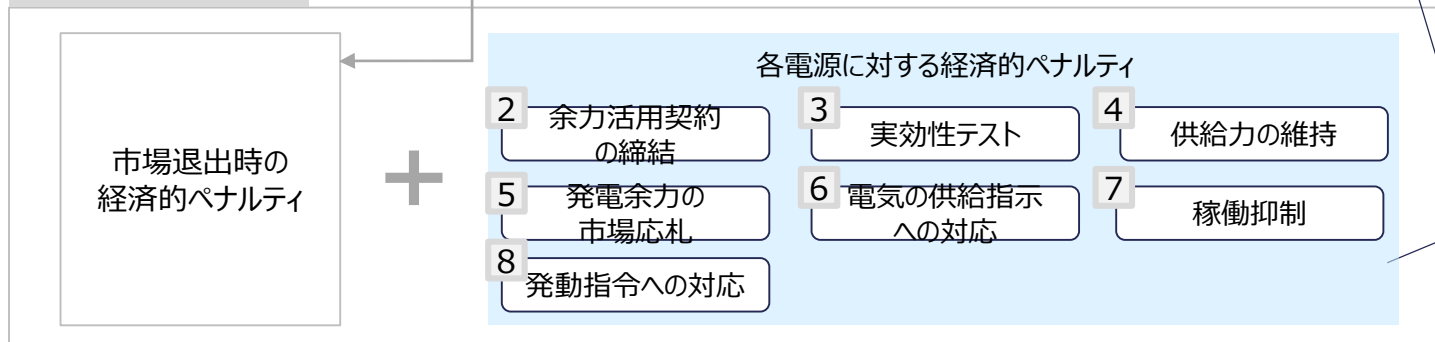 各電源に対する経済的ペナルティ
市場退出時の
経済的ペナルティ
+
2
余力活用契約
の締結
3
実効性テスト
4
供給力の維持
5
発電余力の
市場応札
6
電気の供給指示
への対応
7
稼働抑制
8
発動指令への対応